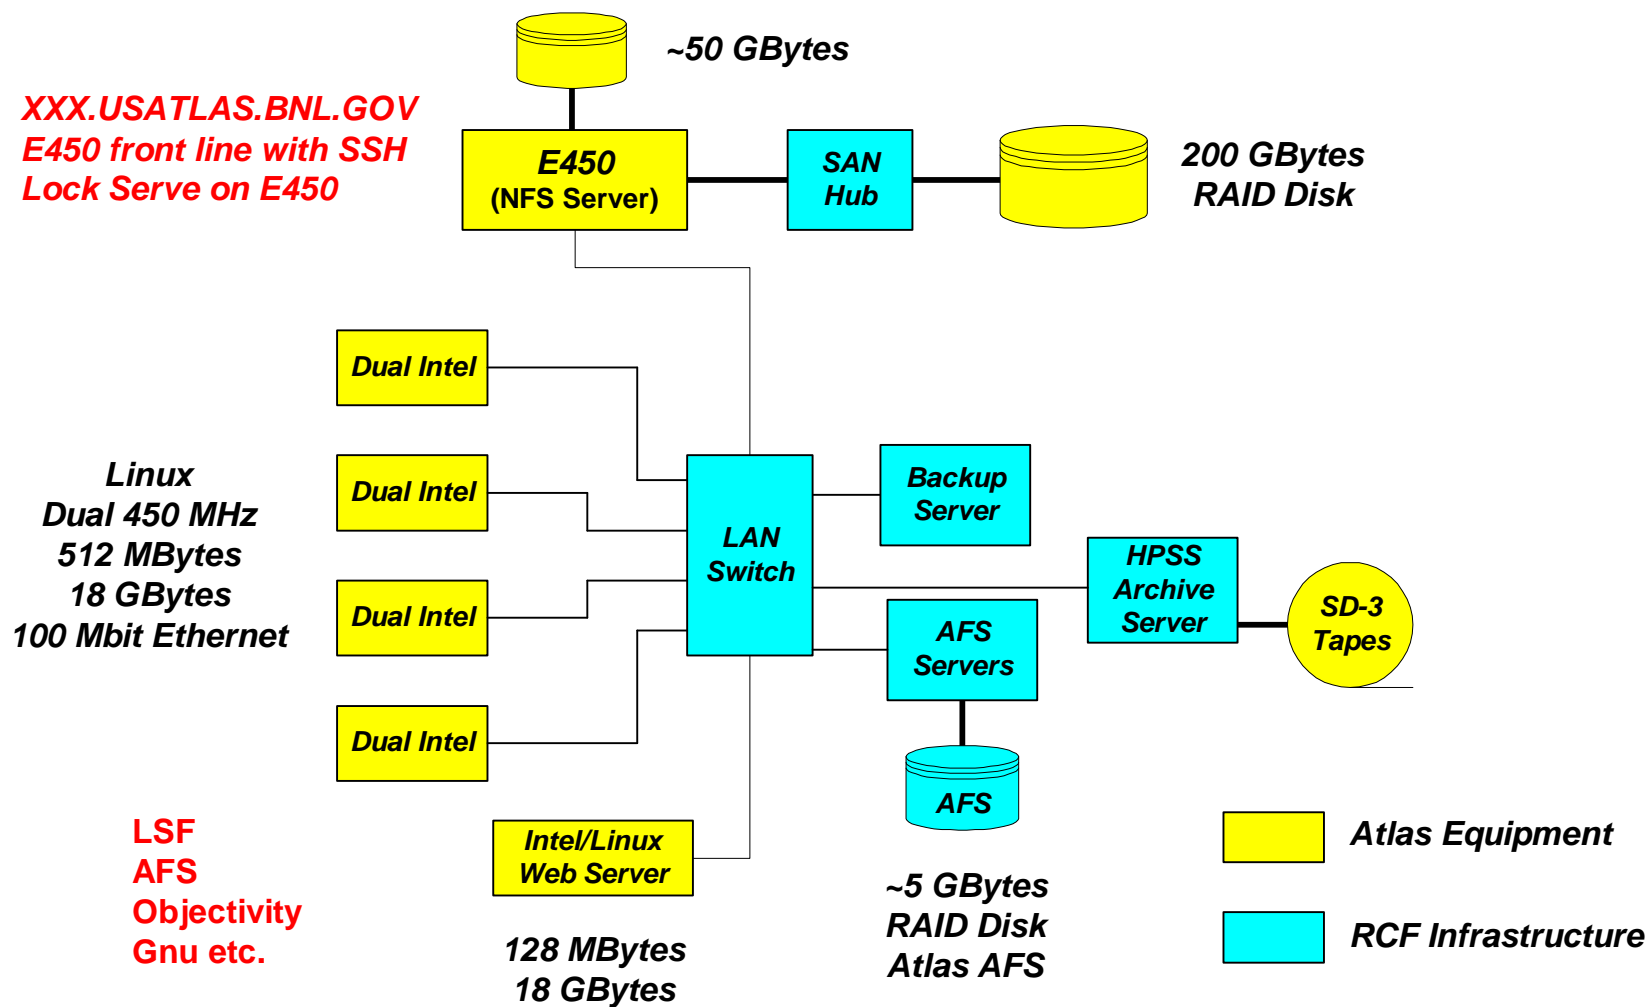 ~50 GBytes
XXX.USATLAS.BNL.GOV
E450 front line with SSH
Lock Serve on E450
E450
(NFS Server)
SAN
Hub
200 GBytes
RAID Disk
Dual Intel
Dual Intel
Dual Intel
Dual Intel
Linux
Dual 450 MHz
512 MBytes
18 GBytes
100 Mbit Ethernet
LAN
Switch
Backup
Server
HPSS
Archive
Server
SD-3
Tapes
AFS
Servers
AFS
~5 GBytes
RAID Disk
Atlas AFS
LSF
AFS
Objectivity
Gnu etc.
Intel/Linux
Web Server
128 MBytes
18 GBytes
Atlas Equipment
RCF Infrastructure